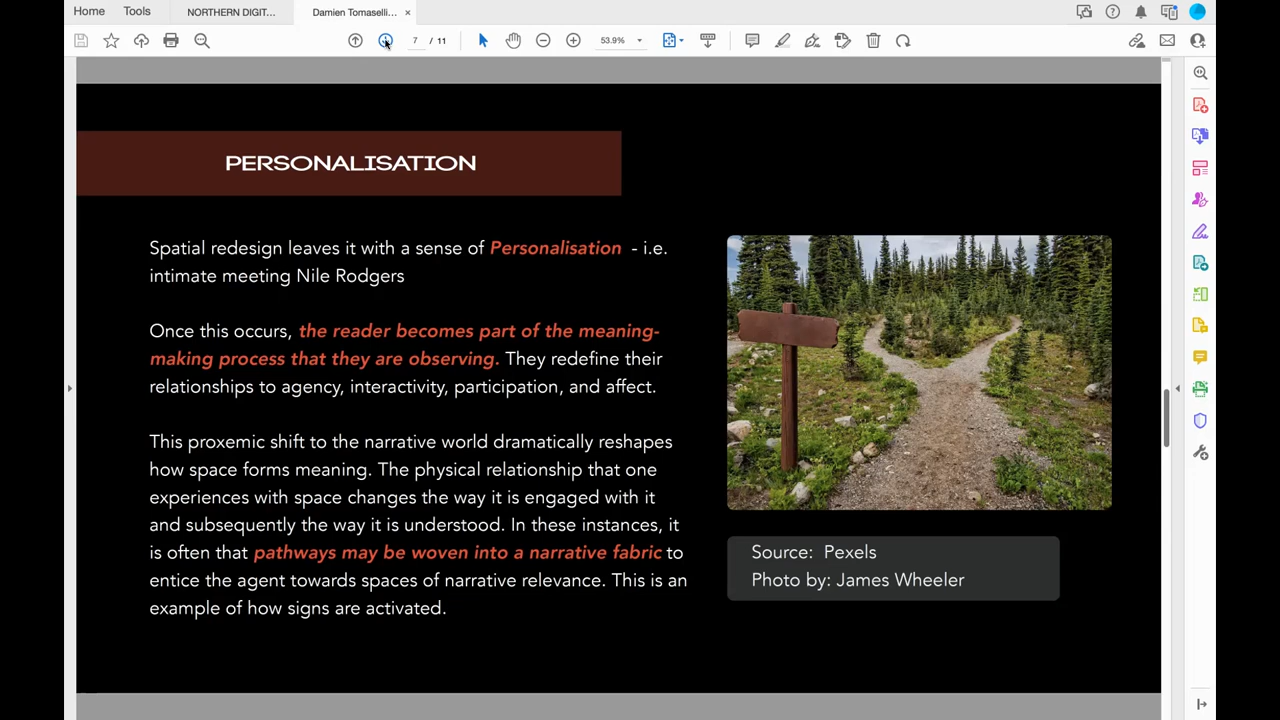 Home
Tools
NORTHERN DIGIT...
Damien Tomaselli...
7 / 11
53.9%
PERSONALISATION
Spatial redesign leaves it with a sense of Personalisation - i.e.
intimate meeting Nile Rodgers
Once this occurs, the reader becomes part of the meaning-
making process that they are observing. They redefine their
relationships to agency, interactivity, participation, and affect.
This proxemic shift to the narrative world dramatically reshapes
how space forms meaning. The physical relationship that one
experiences with space changes the way it is engaged with it
and subsequently the way it is understood. In these instances, it
is often that pathways may be woven into a narrative fabric to
entice the agent towards spaces of narrative relevance. This is an
example of how signs are activated.
Source: Pexels
Photo by: James Wheeler